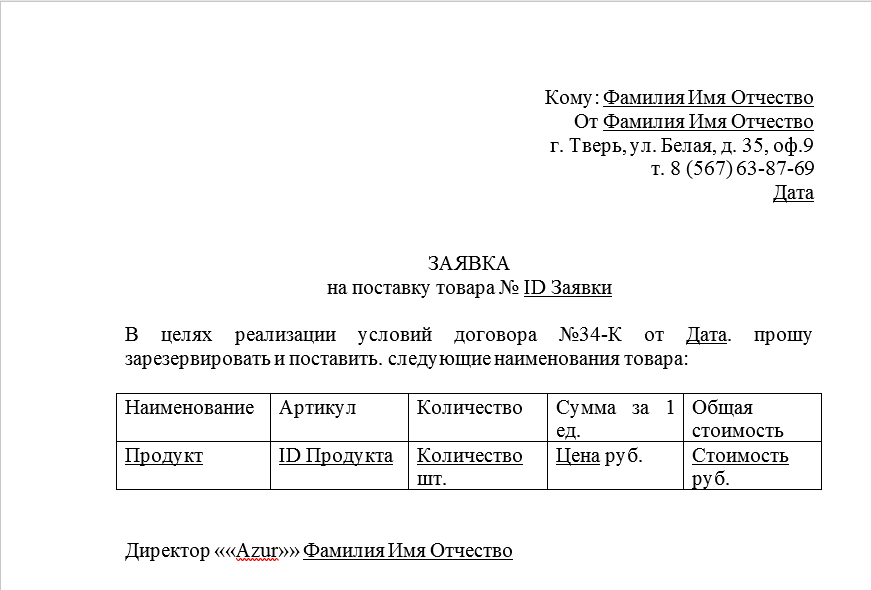 Кому: Фамилия Имя Отчество
От Фамилия Имя Отчество
г. Тверь, ул. Белая, д. 35, оф.9
т. 8 (567) 63-87-69
Дата
ЗАЯВКА
на поставку товара № ID Заявки
В целях реализации условий договора №34-К от Дата. прошу
зарезервировать и поставить. следующие наименования товара:
Наименование Артикул Количество Сумма за 1 Общая
ед. стоимость
Продукт ID Продукта Количество Цена руб. Стоимость
шт. руб.
Директор ««Azur»» Фамилия Имя Отчество